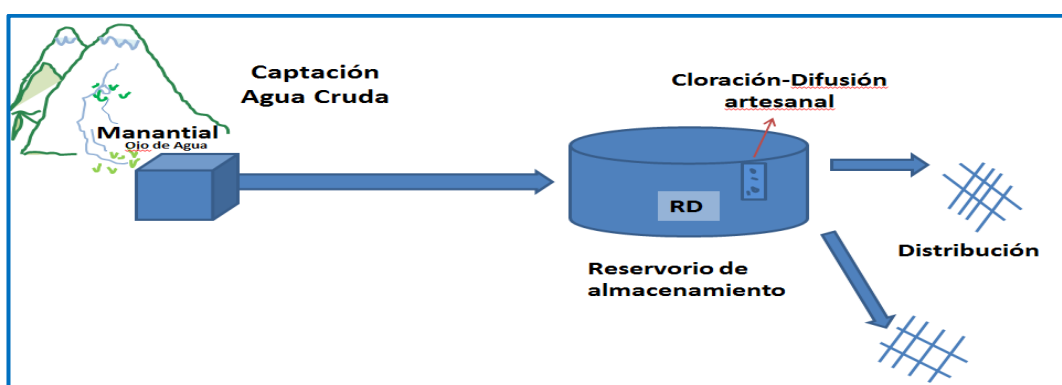 Captación
Agua Cruda
Manantial
Ojo de Agua
Cloración-Difusión
artesanal
RD
Reservorio de
almacenamiento
Distribución